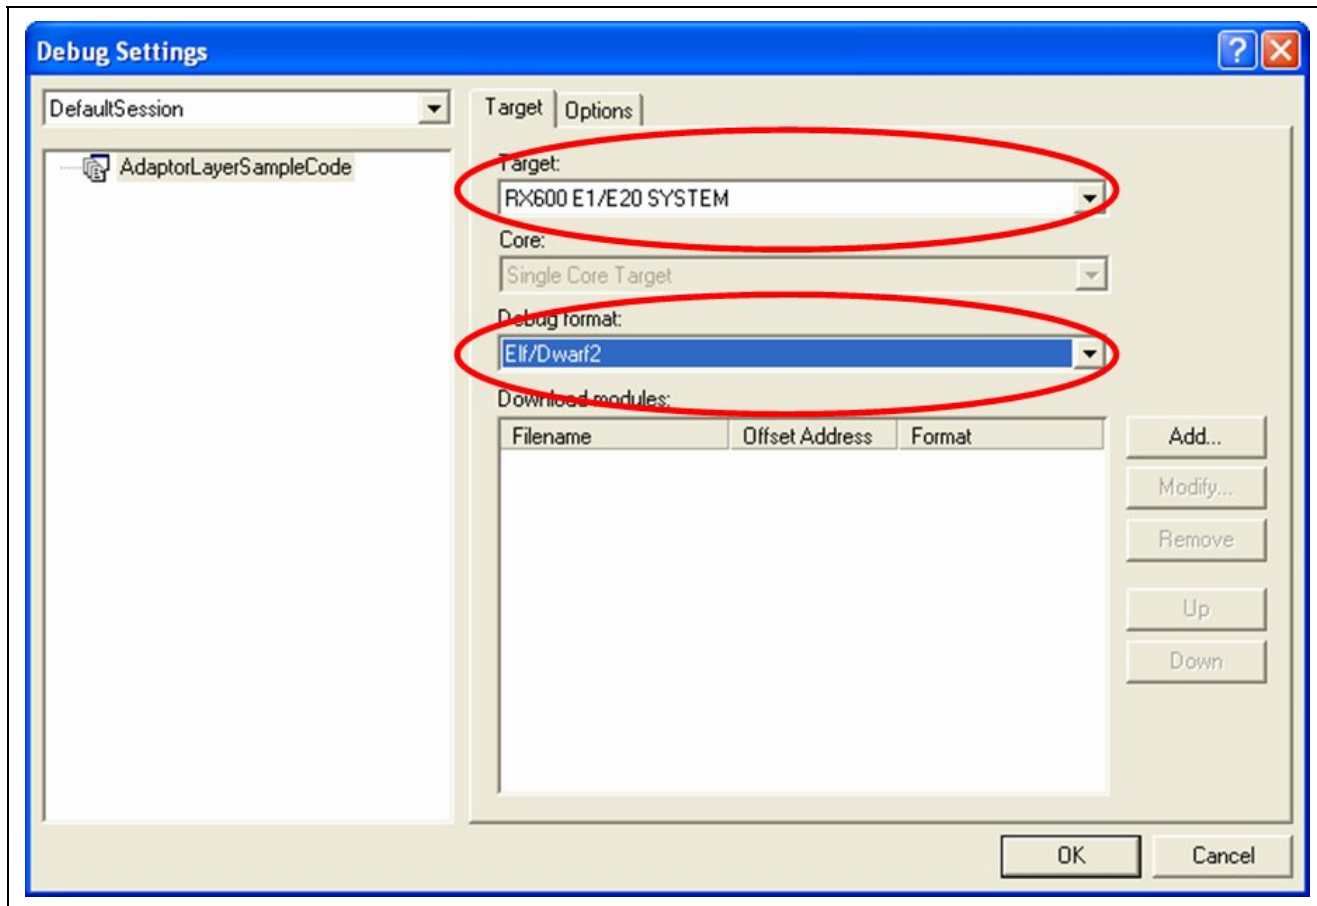 Debug Settings
DefaultSession
AdaptorLayerSampleCode
Target Options
Target:
RX600 E1/E20 SYSTEM
Core:
Single Core Target
Debug format:
Elf/Dwarf2
Download modules:
Filename Offset Address Format
Add...
Modify...
Remove
Up
Down
OK Cancel